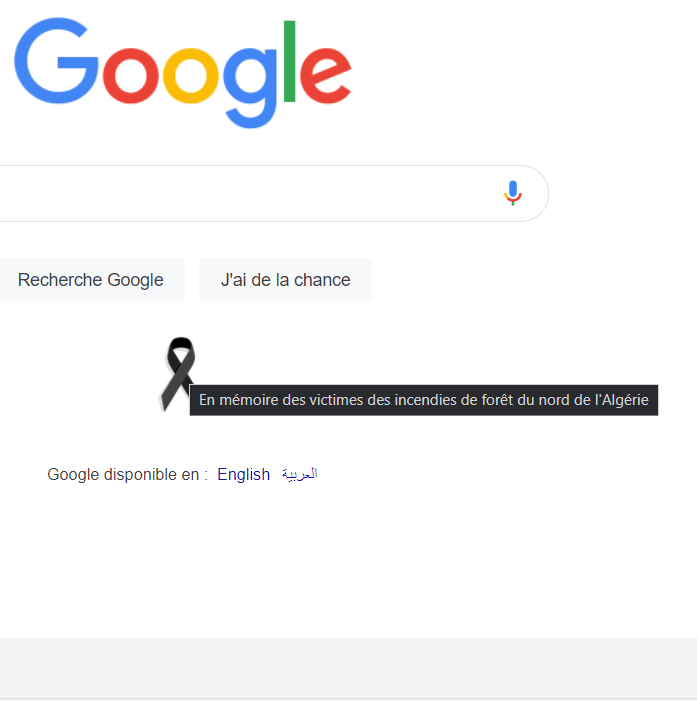 Google
Recherche Google
J'ai de la chance
En mémoire des victimes des incendies de forêt du nord de l'Algérie
Google disponible en : English العربية